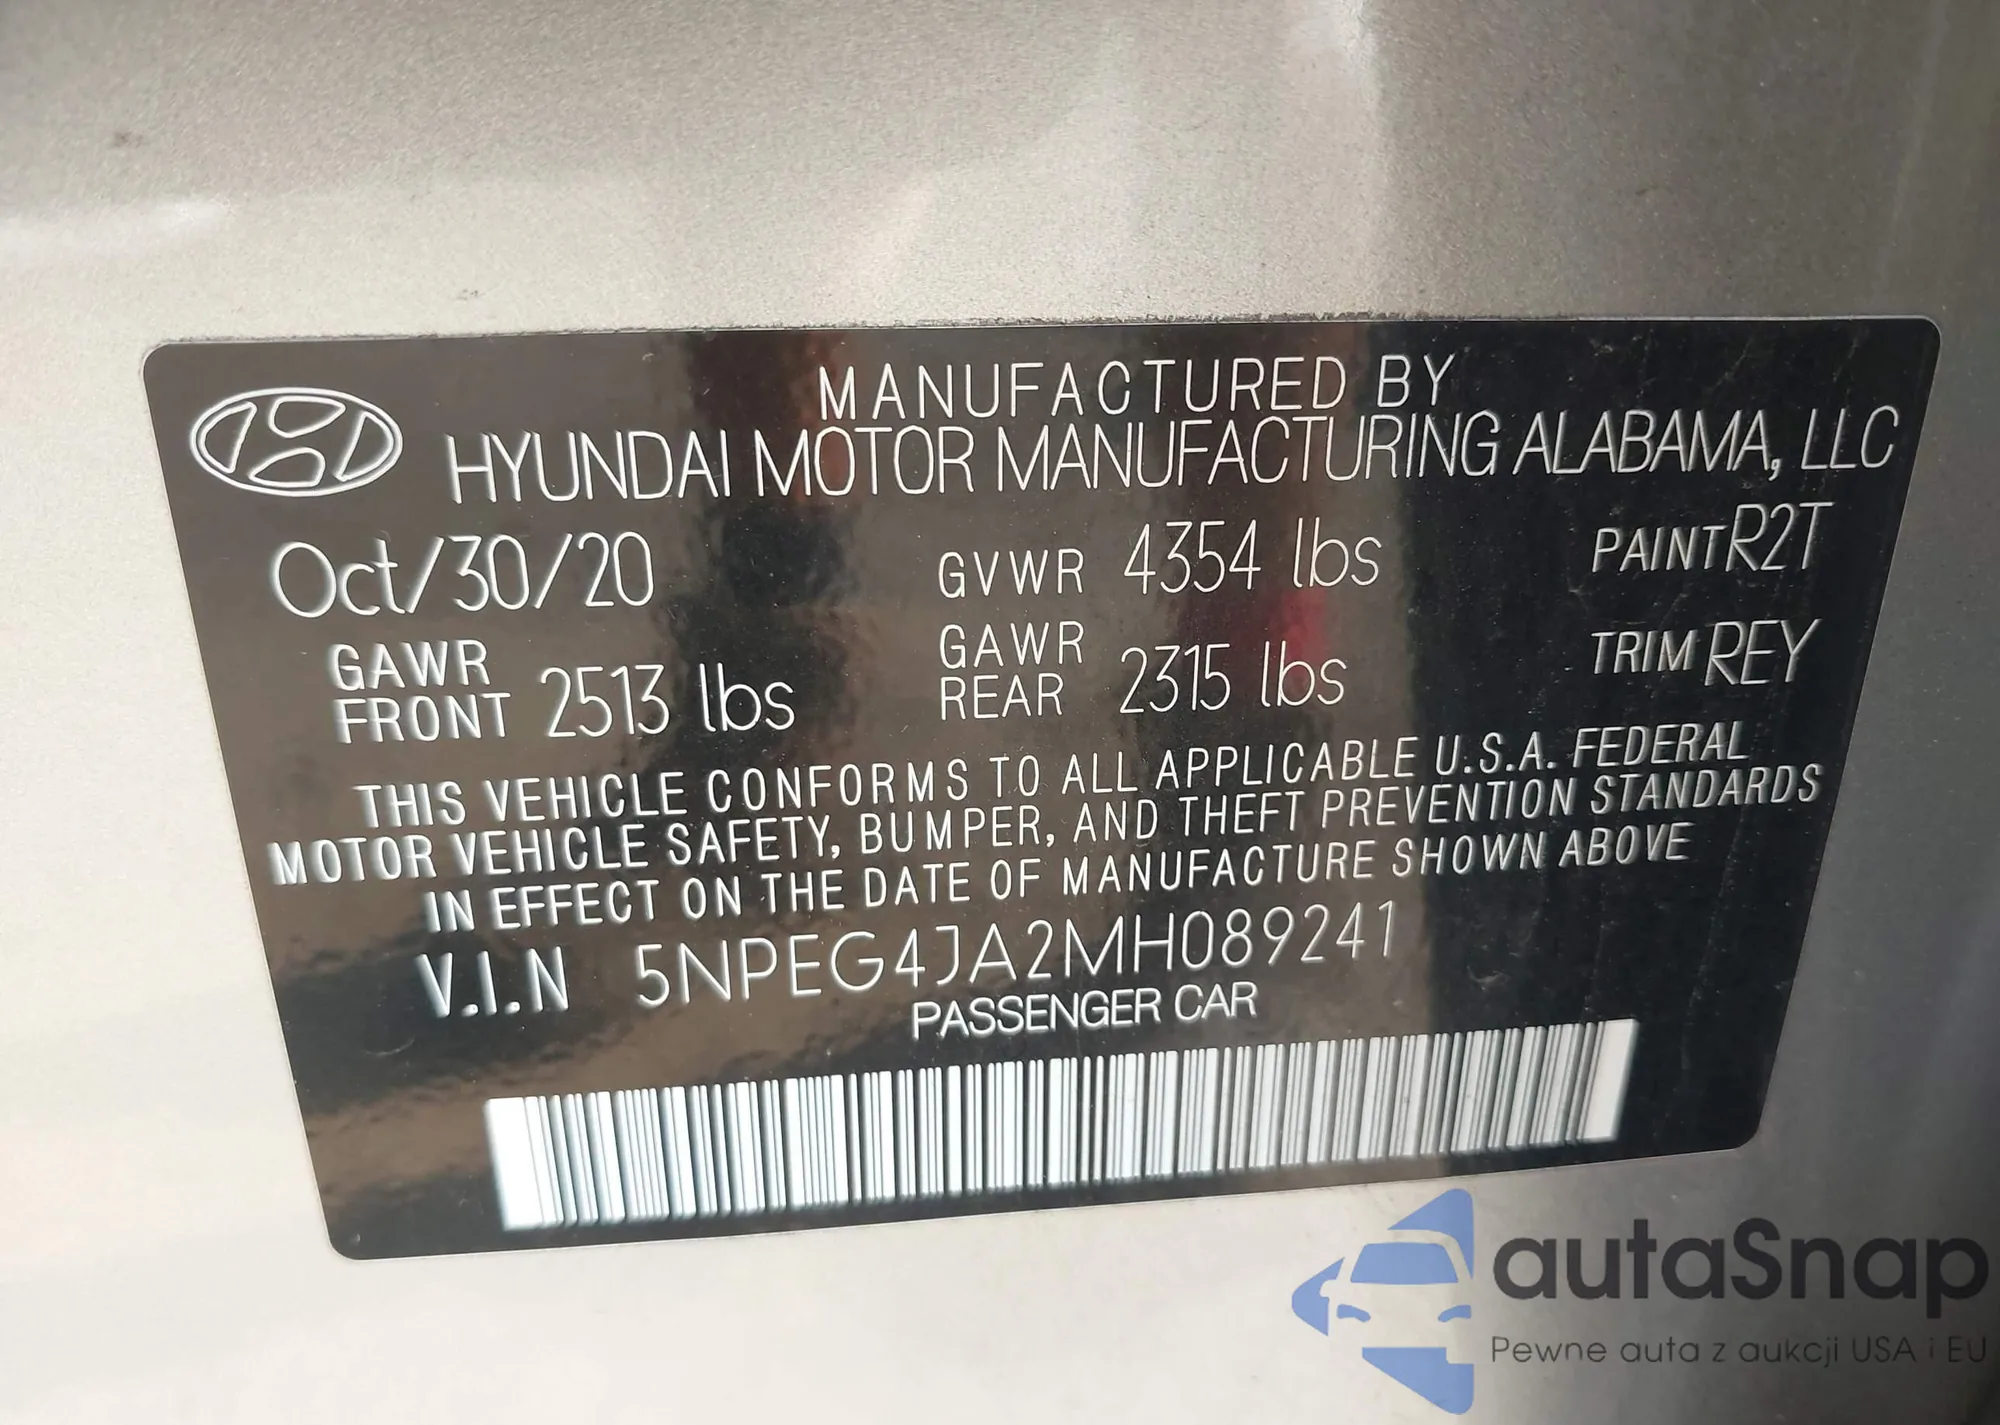 MANUFACTURED BY
HYUNDAI MOTOR MANUFACTURING ALABAMA, LLC
Oct/30/20 GVWR 4354 lbs PAINT R2T
GAWR FRONT 2513 lbs GAWR REAR 2315 lbs TRIM REY
THIS VEHICLE CONFORMS TO ALL APPLICABLE U.S.A. FEDERAL
MOTOR VEHICLE SAFETY, BUMPER, AND THEFT PREVENTION STANDARDS
IN EFFECT ON THE DATE OF MANUFACTURE SHOWN ABOVE
V.I.N 5NPEG4JA2MH089241
PASSENGER CAR
autaSnap
Pewne auta z aukcji USA i EU